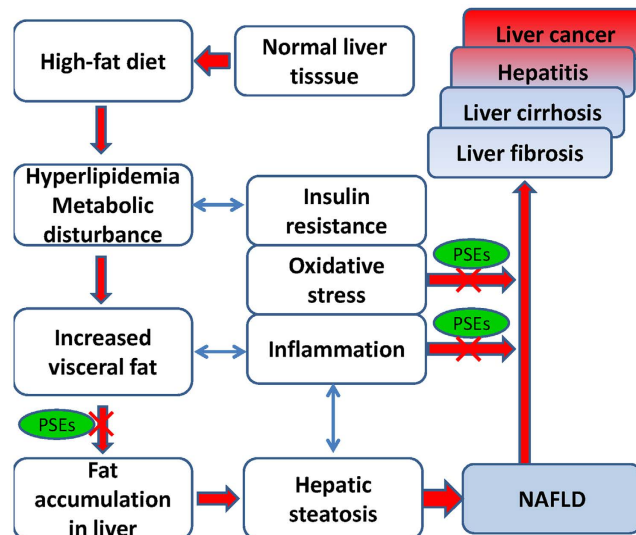 High-fat diet
Normal liver
tisssue
Liver cancer
Hepatitis
Liver cirrhosis
Liver fibrosis
Hyperlipidemia
Metabolic
disturbance
Insulin
resistance
Oxidative
stress
PSEs
Increased
visceral fat
Inflammation
PSEs
PSEs
Fat
accumulation
in liver
Hepatic
steatosis
NAFLD